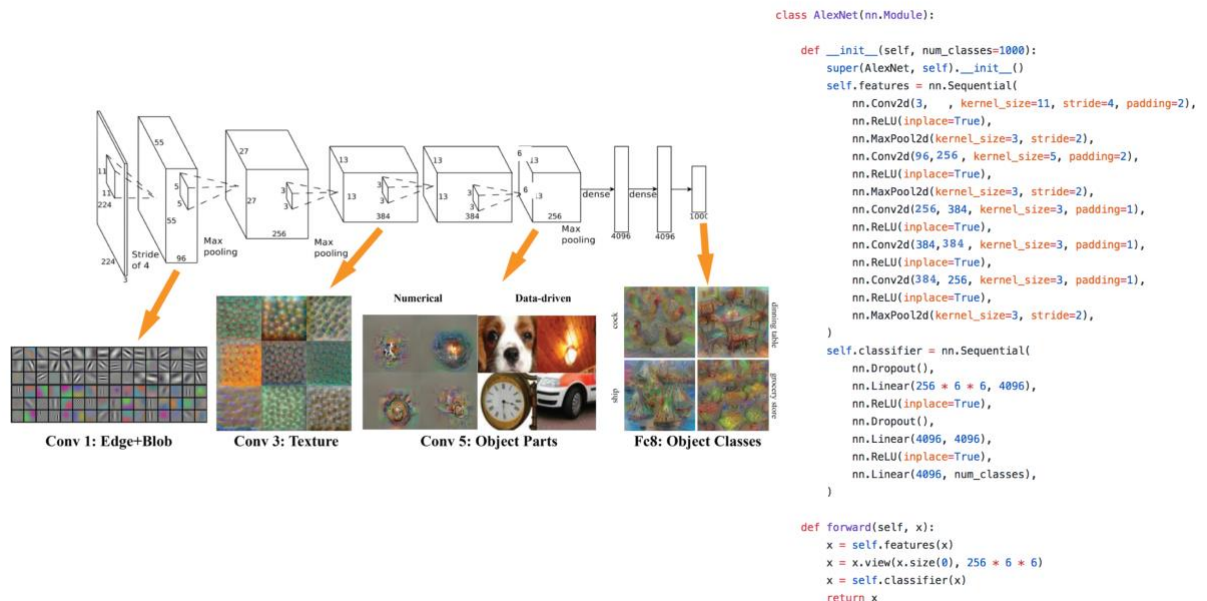 11
11
224
224
3
Stride
of 4
55
55
5
5
96
Max
pooling
27
27
3
3
256
Max
pooling
13
13
3
3
384
13
13
3
3
384
6
6
13
.3
256
Max
pooling
dense
4096
dense
4096
1000
Numerical
Data-driven
cock
ship
dinning table
grocery store
Conv 1: Edge+Blob
Conv 3: Texture
Conv 5: Object Parts
Fc8: Object Classes
class AlexNet(nn.Module):
def __init__(self, num_classes=1000):
super(AlexNet, self).__init__()
self.features = nn.Sequential(
nn.Conv2d(3, , kernel_size=11, stride=4, padding=2),
nn.ReLU(inplace=True),
nn.MaxPool2d(kernel_size=3, stride=2),
nn.Conv2d(96,256, kernel_size=5, padding=2),
nn.ReLU(inplace=True),
nn.MaxPool2d(kernel_size=3, stride=2),
nn.Conv2d(256, 384, kernel_size=3, padding=1),
nn.ReLU(inplace=True),
nn.Conv2d(384,384, kernel_size=3, padding=1),
nn.ReLU(inplace=True),
nn.Conv2d(384, 256, kernel_size=3, padding=1),
nn.ReLU(inplace=True),
nn.MaxPool2d(kernel_size=3, stride=2),
)
self.classifier = nn.Sequential(
nn.Dropout(),
nn.Linear(256 * 6 * 6, 4096),
nn.ReLU(inplace=True),
nn.Dropout(),
nn.Linear(4096, 4096),
nn.ReLU(inplace=True),
nn.Linear(4096, num_classes),
)
def forward(self, x):
x = self.features(x)
x = x.view(x.size(0), 256 * 6 * 6)
x = self.classifier(x)
return x